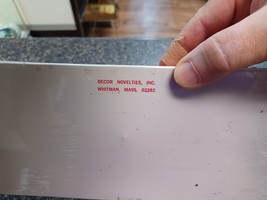 DECOR NOVELTIES, INC.
WHITMAN, MASS. 02382